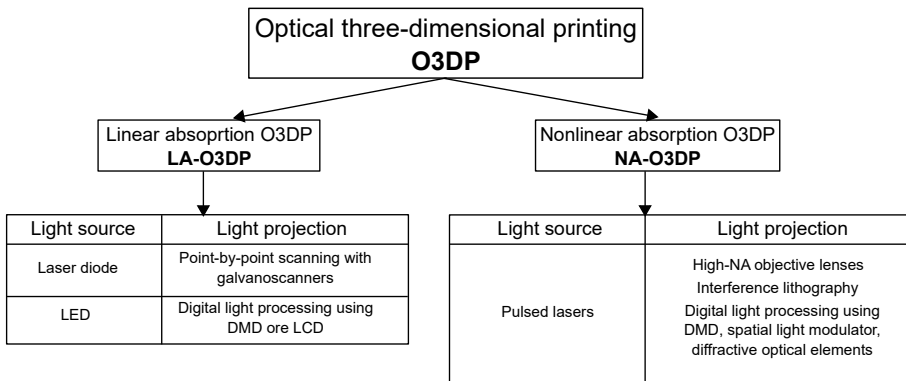 Optical three-dimensional printing
O3DP
Linear absoprtion O3DP
LA-O3DP
Nonlinear absorption O3DP
NA-O3DP
Light source
Light projection
Laser diode
Point-by-point scanning with
galvanoscanners
LED
Digital light processing using
DMD ore LCD
Light source
Light projection
Pulsed lasers
High-NA objective lenses
Interference lithography
Digital light processing using
DMD, spatial light modulator,
diffractive optical elements